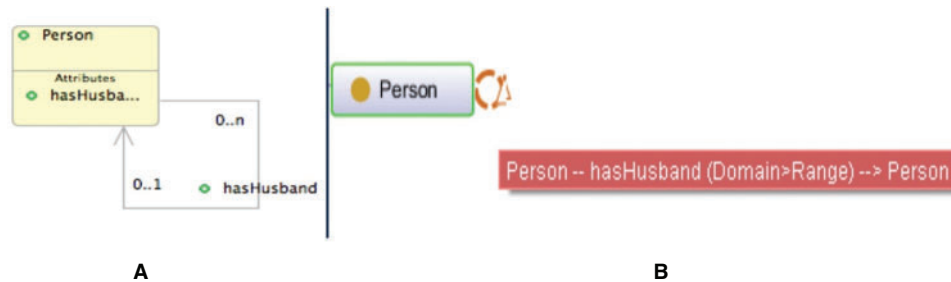 Person
Attributes
hasHusba...
0..n
0..1
hasHusband
Person
Person -- hasHusband (Domain>Range) --> Person
A
B